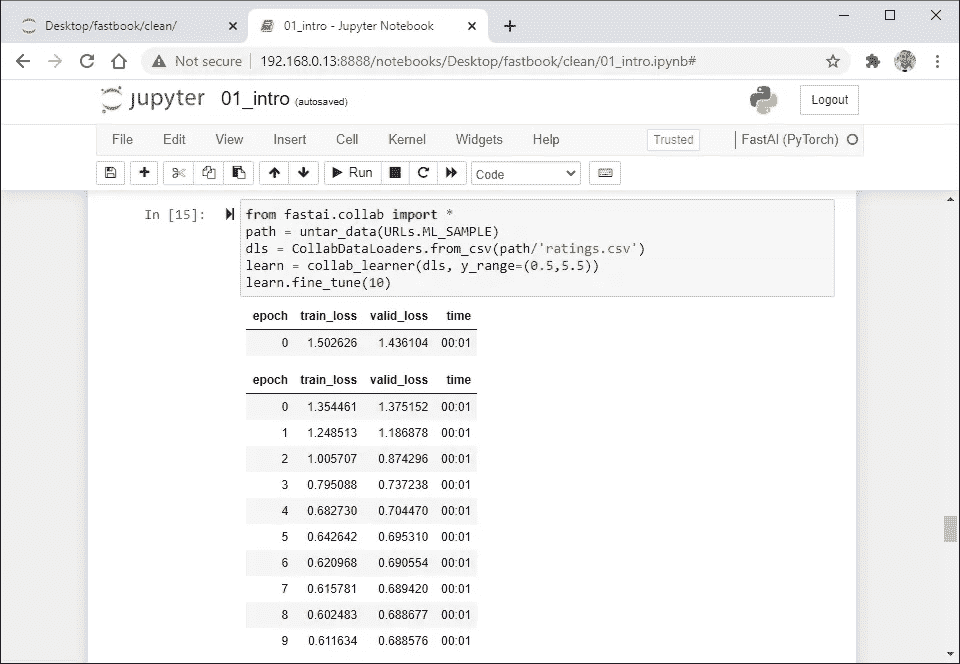 Desktop/fastbook/clean/
01_intro - Jupyter Notebook
Not secure 192.168.0.13:8888/notebooks/Desktop/fastbook/clean/01_intro.ipynb#
jupyter 01_intro (autosaved) Logout
File Edit View Insert Cell Kernel Widgets Help Trusted FastAI (PyTorch)
Run Code
In [15]:
from fastai.collab import *
path = untar_data(URLs.ML_SAMPLE)
dls = CollabDataLoaders.from_csv(path/'ratings.csv')
learn = collab_learner(dls, y_range=(0.5,5.5))
learn.fine_tune(10)
epoch train_loss valid_loss time
0 1.502626 1.436104 00:01
epoch train_loss valid_loss time
0 1.354461 1.375152 00:01
1 1.248513 1.186878 00:01
2 1.005707 0.874296 00:01
3 0.795088 0.737238 00:01
4 0.682730 0.704470 00:01
5 0.642642 0.695310 00:01
6 0.620968 0.690554 00:01
7 0.615781 0.689420 00:01
8 0.602483 0.688677 00:01
9 0.611634 0.688576 00:01